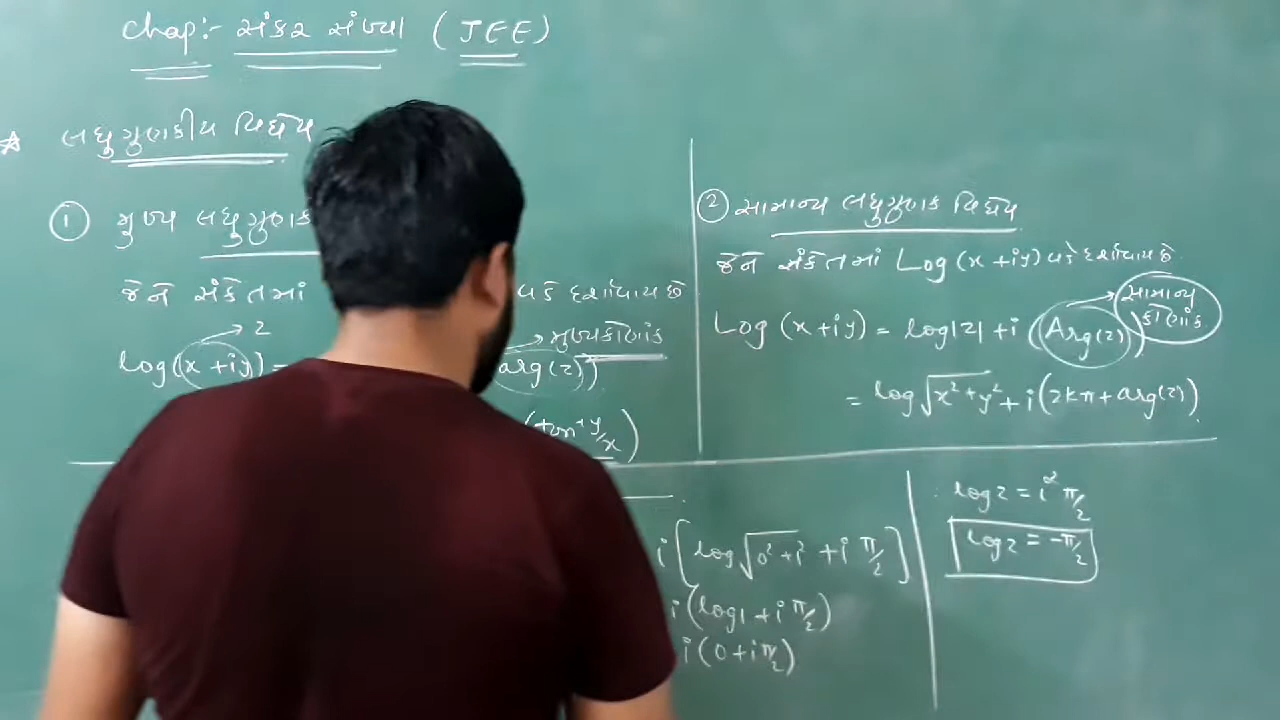 Chap:- સંકર સંખ્યા (JEE)
લઘુગુણકીય વિધેય
① મુખ્ય લઘુગુણક
જેને સંકેતમાં વડે દર્શાવાય છે
z મુખ્યકોણાંક
log(x+iy) = arg(z))
(tan⁻¹ y/x)
② સામાન્ય લઘુગુણક વિધેય
જેને સંકેતમાં Log(x+iy) વડે દર્શાવાય છે.
સામાન્ય કોણાંક
Log(x+iy) = log|z| + i(Arg(z))
= log√x²+y² + i(2kπ + arg(z))
i[log√0²+i² + i π/2]
i(log1 + i π/2)
i(0 + i π/2)
log z = i² π/2
log z = -π/2